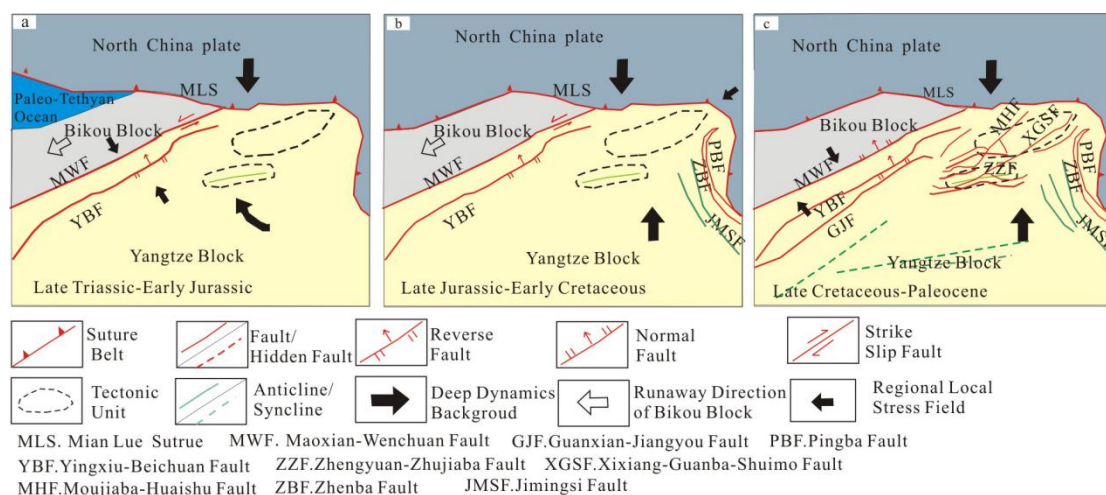 a
North China plate
MLS
Paleo-Tethyan
Ocean
Bikou Block
MWF
YBF
Yangtze Block
Late Triassic-Early Jurassic
b
North China plate
MLS
Bikou Block
MWF
YBF
PBF
ZBF
JMSF
Yangtze Block
Late Jurassic-Early Cretaceous
c
North China plate
MLS
MHF
XGSF
Bikou Block
MWF
ZZF
PBF
ZBF
YBF
GJF
JMSF
Yangtze Block
Late Cretaceous-Paleocene
Suture
Belt
Fault/
Hidden Fault
Reverse
Fault
Normal
Fault
Strike
Slip Fault
Tectonic
Unit
Anticline/
Syncline
Deep Dynamics
Backgroud
Runaway Direction
of Bikou Block
Regional Local
Stress Field
MLS. Mian Lue Sutrue MWF. Maoxian-Wenchuan Fault GJF.Guanxian-Jiangyou Fault PBF.Pingba Fault
YBF.Yingxiu-Beichuan Fault ZZF.Zhengyuan-Zhujiaba Fault XGSF.Xixiang-Guanba-Shuimo Fault
MHF.Moujiaba-Huaishu Fault ZBF.Zhenba Fault JMSF.Jimingsi Fault